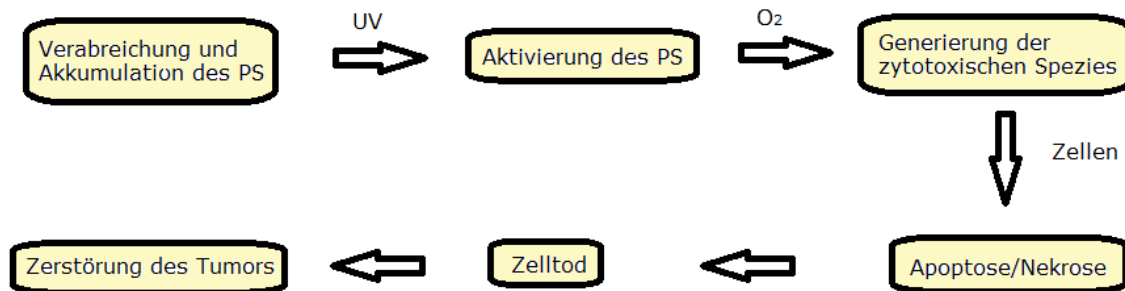 Verabreichung und
Akkumulation des PS
UV
Aktivierung des PS
O₂
Generierung der
zytotoxischen Spezies
Zellen
Apoptose/Nekrose
Zelltod
Zerstörung des Tumors